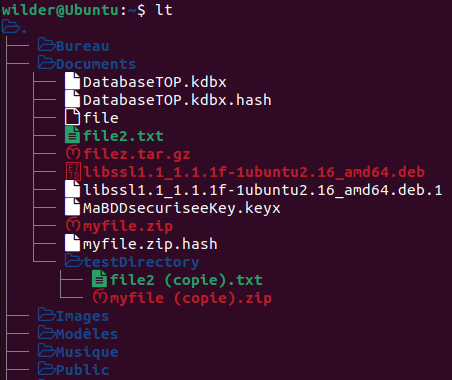 wilder@Ubuntu:~$ lt
.
Bureau
Documents
DatabaseTOP.kdbx
DatabaseTOP.kdbx.hash
file
file2.txt
filez.tar.gz
libssl1.1_1.1.1f-1ubuntu2.16_amd64.deb
libssl1.1_1.1.1f-1ubuntu2.16_amd64.deb.1
MaBDDsecuriseeKey.keyx
myfile.zip
myfile.zip.hash
testDirectory
file2 (copie).txt
myfile (copie).zip
Images
Modèles
Musique
Public